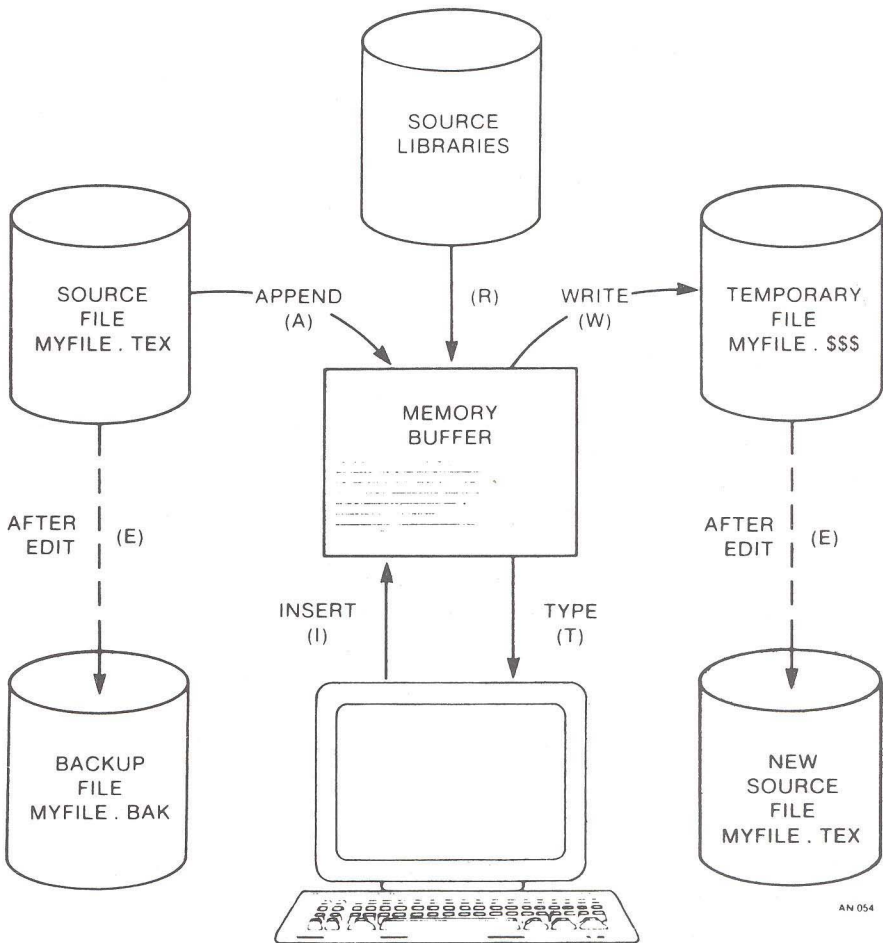 SOURCE
LIBRARIES
SOURCE
FILE
MYFILE . TEX
APPEND
(A)
(R)
WRITE
(W)
TEMPORARY
FILE
MYFILE . $$$
MEMORY
BUFFER
AFTER
EDIT
(E)
INSERT
(I)
TYPE
(T)
AFTER
EDIT
(E)
BACKUP
FILE
MYFILE . BAK
NEW
SOURCE
FILE
MYFILE . TEX
AN 054